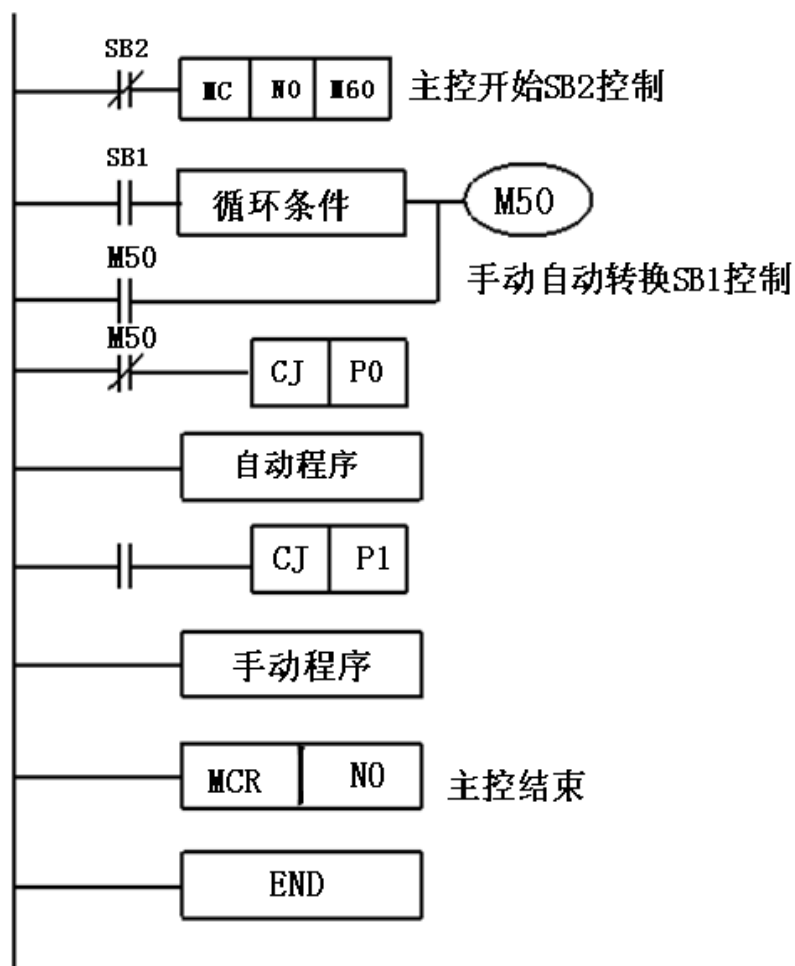 SB2
MC N0 M60 主控开始SB2控制
SB1
循环条件 M50
M50
手动自动转换SB1控制
M50
CJ P0
自动程序
CJ P1
手动程序
MCR N0 主控结束
END